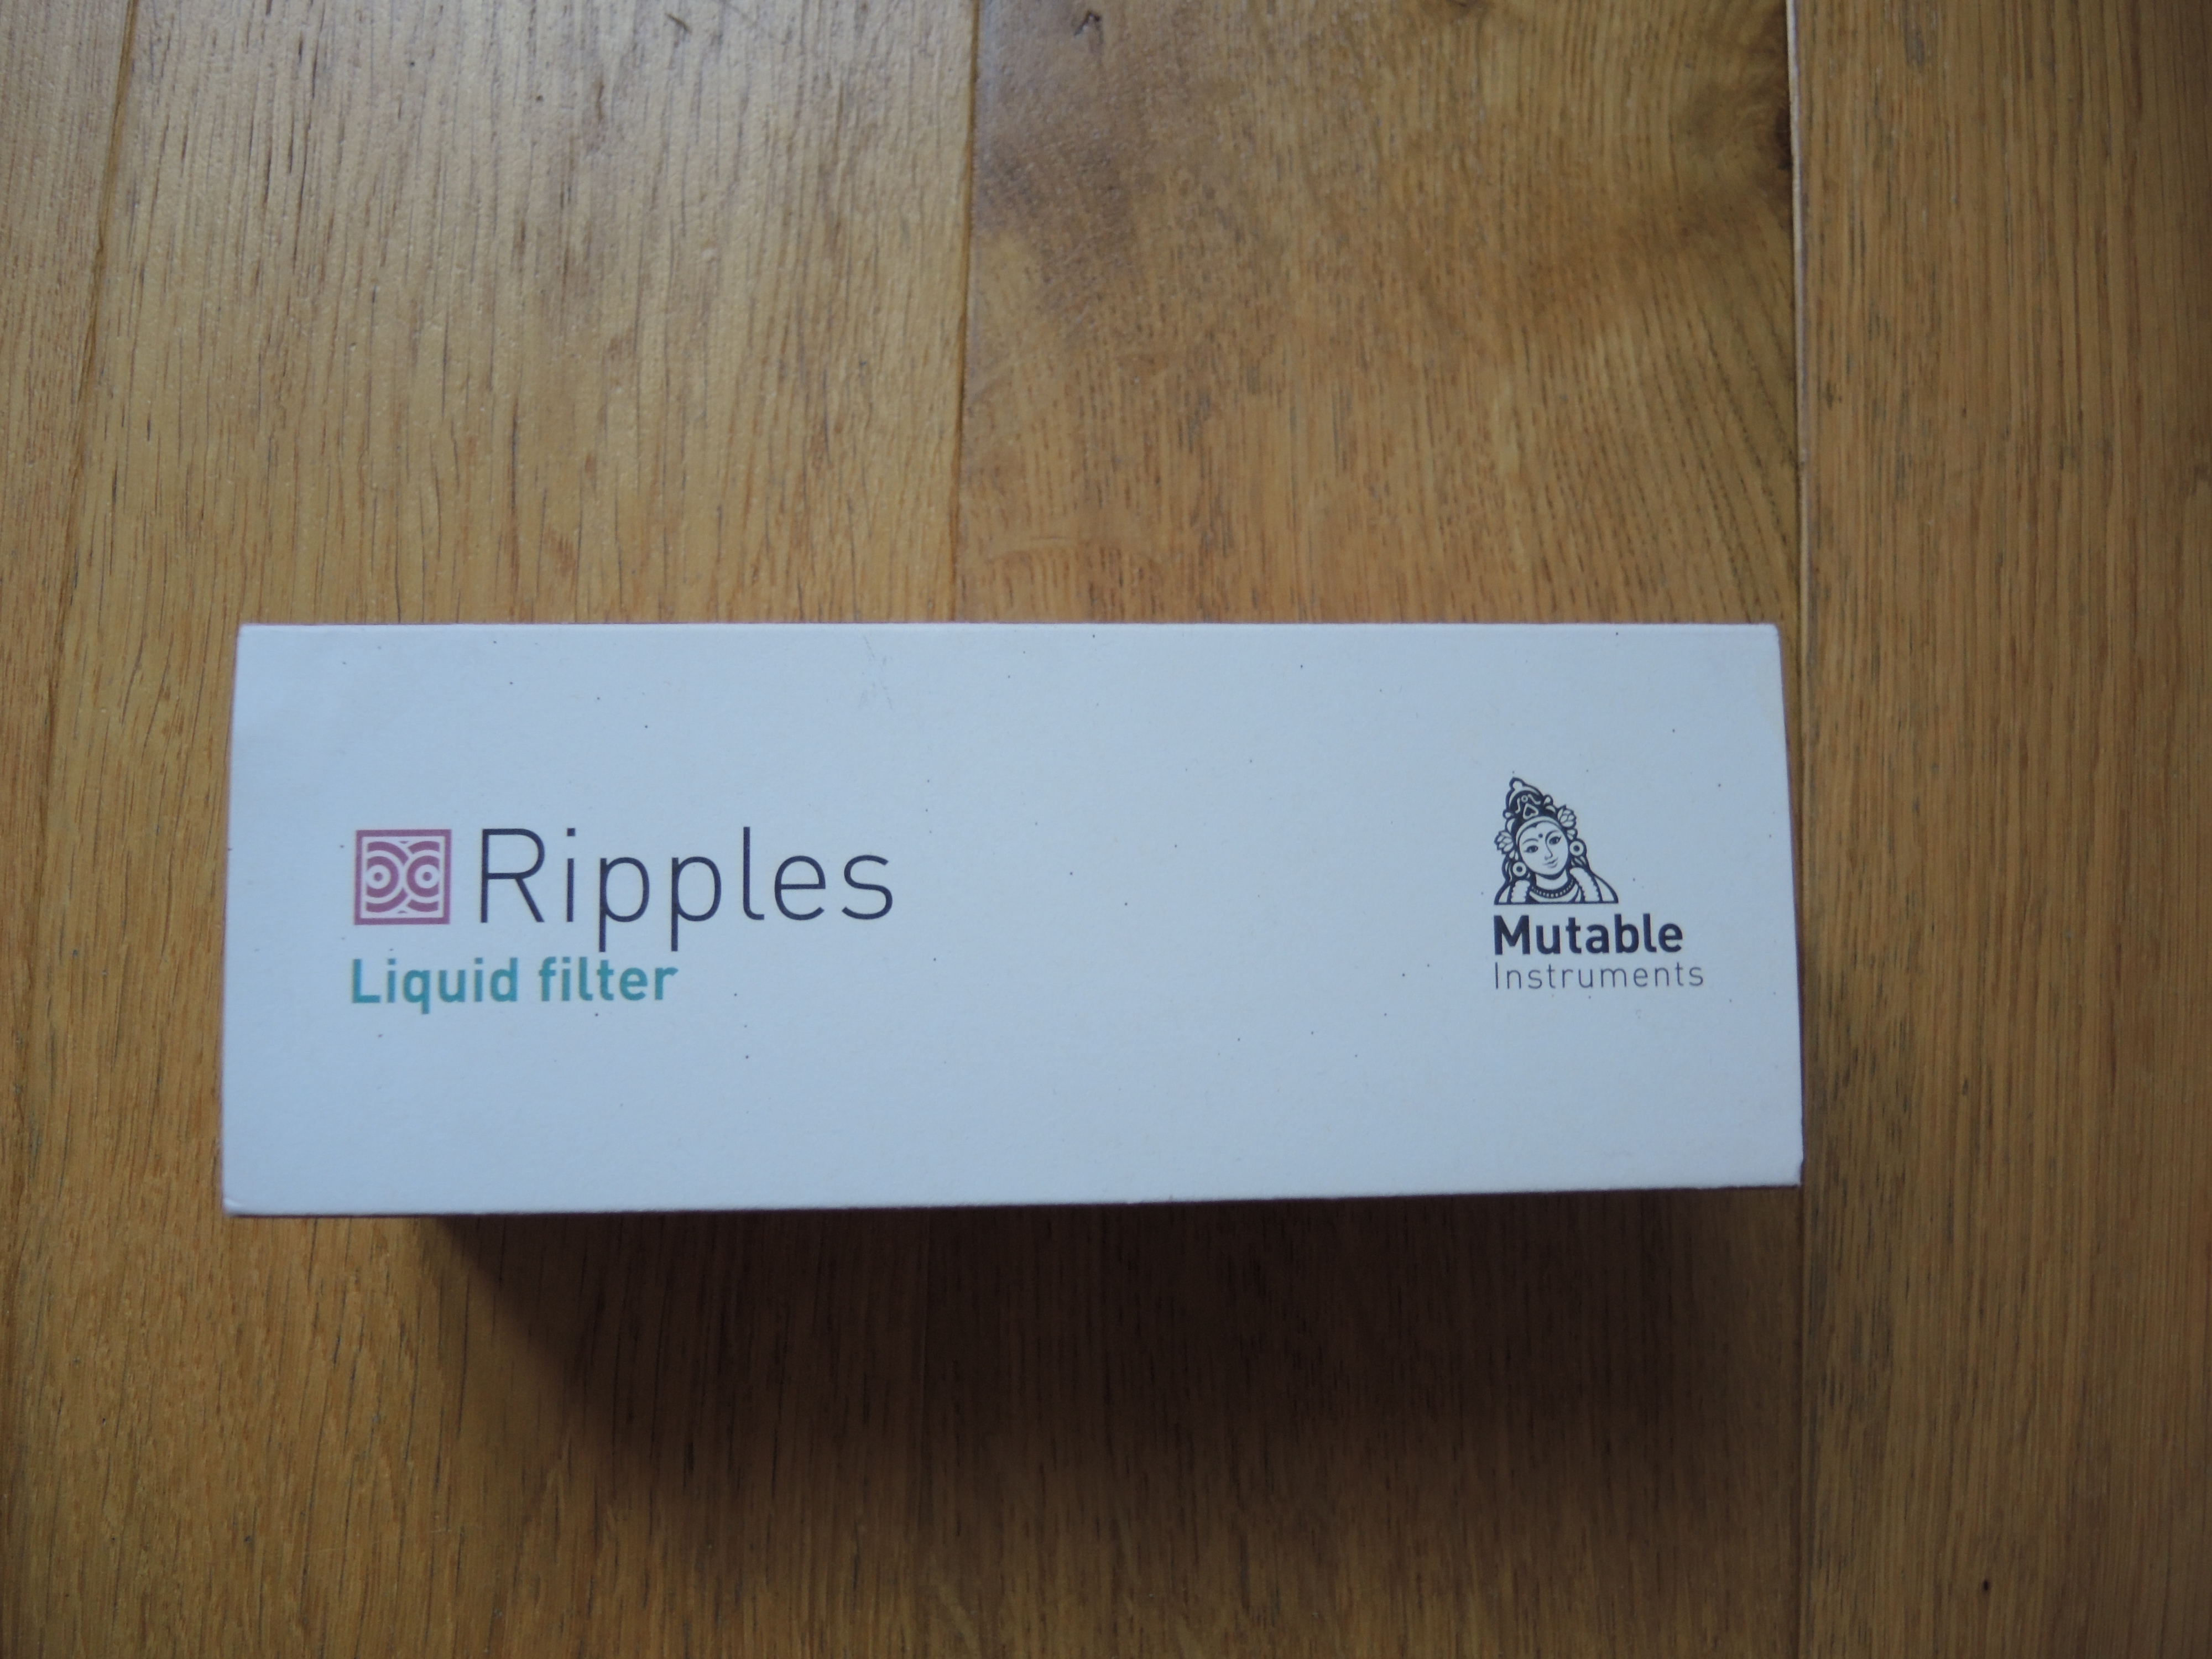 Ripples
Liquid filter
Mutable
Instruments